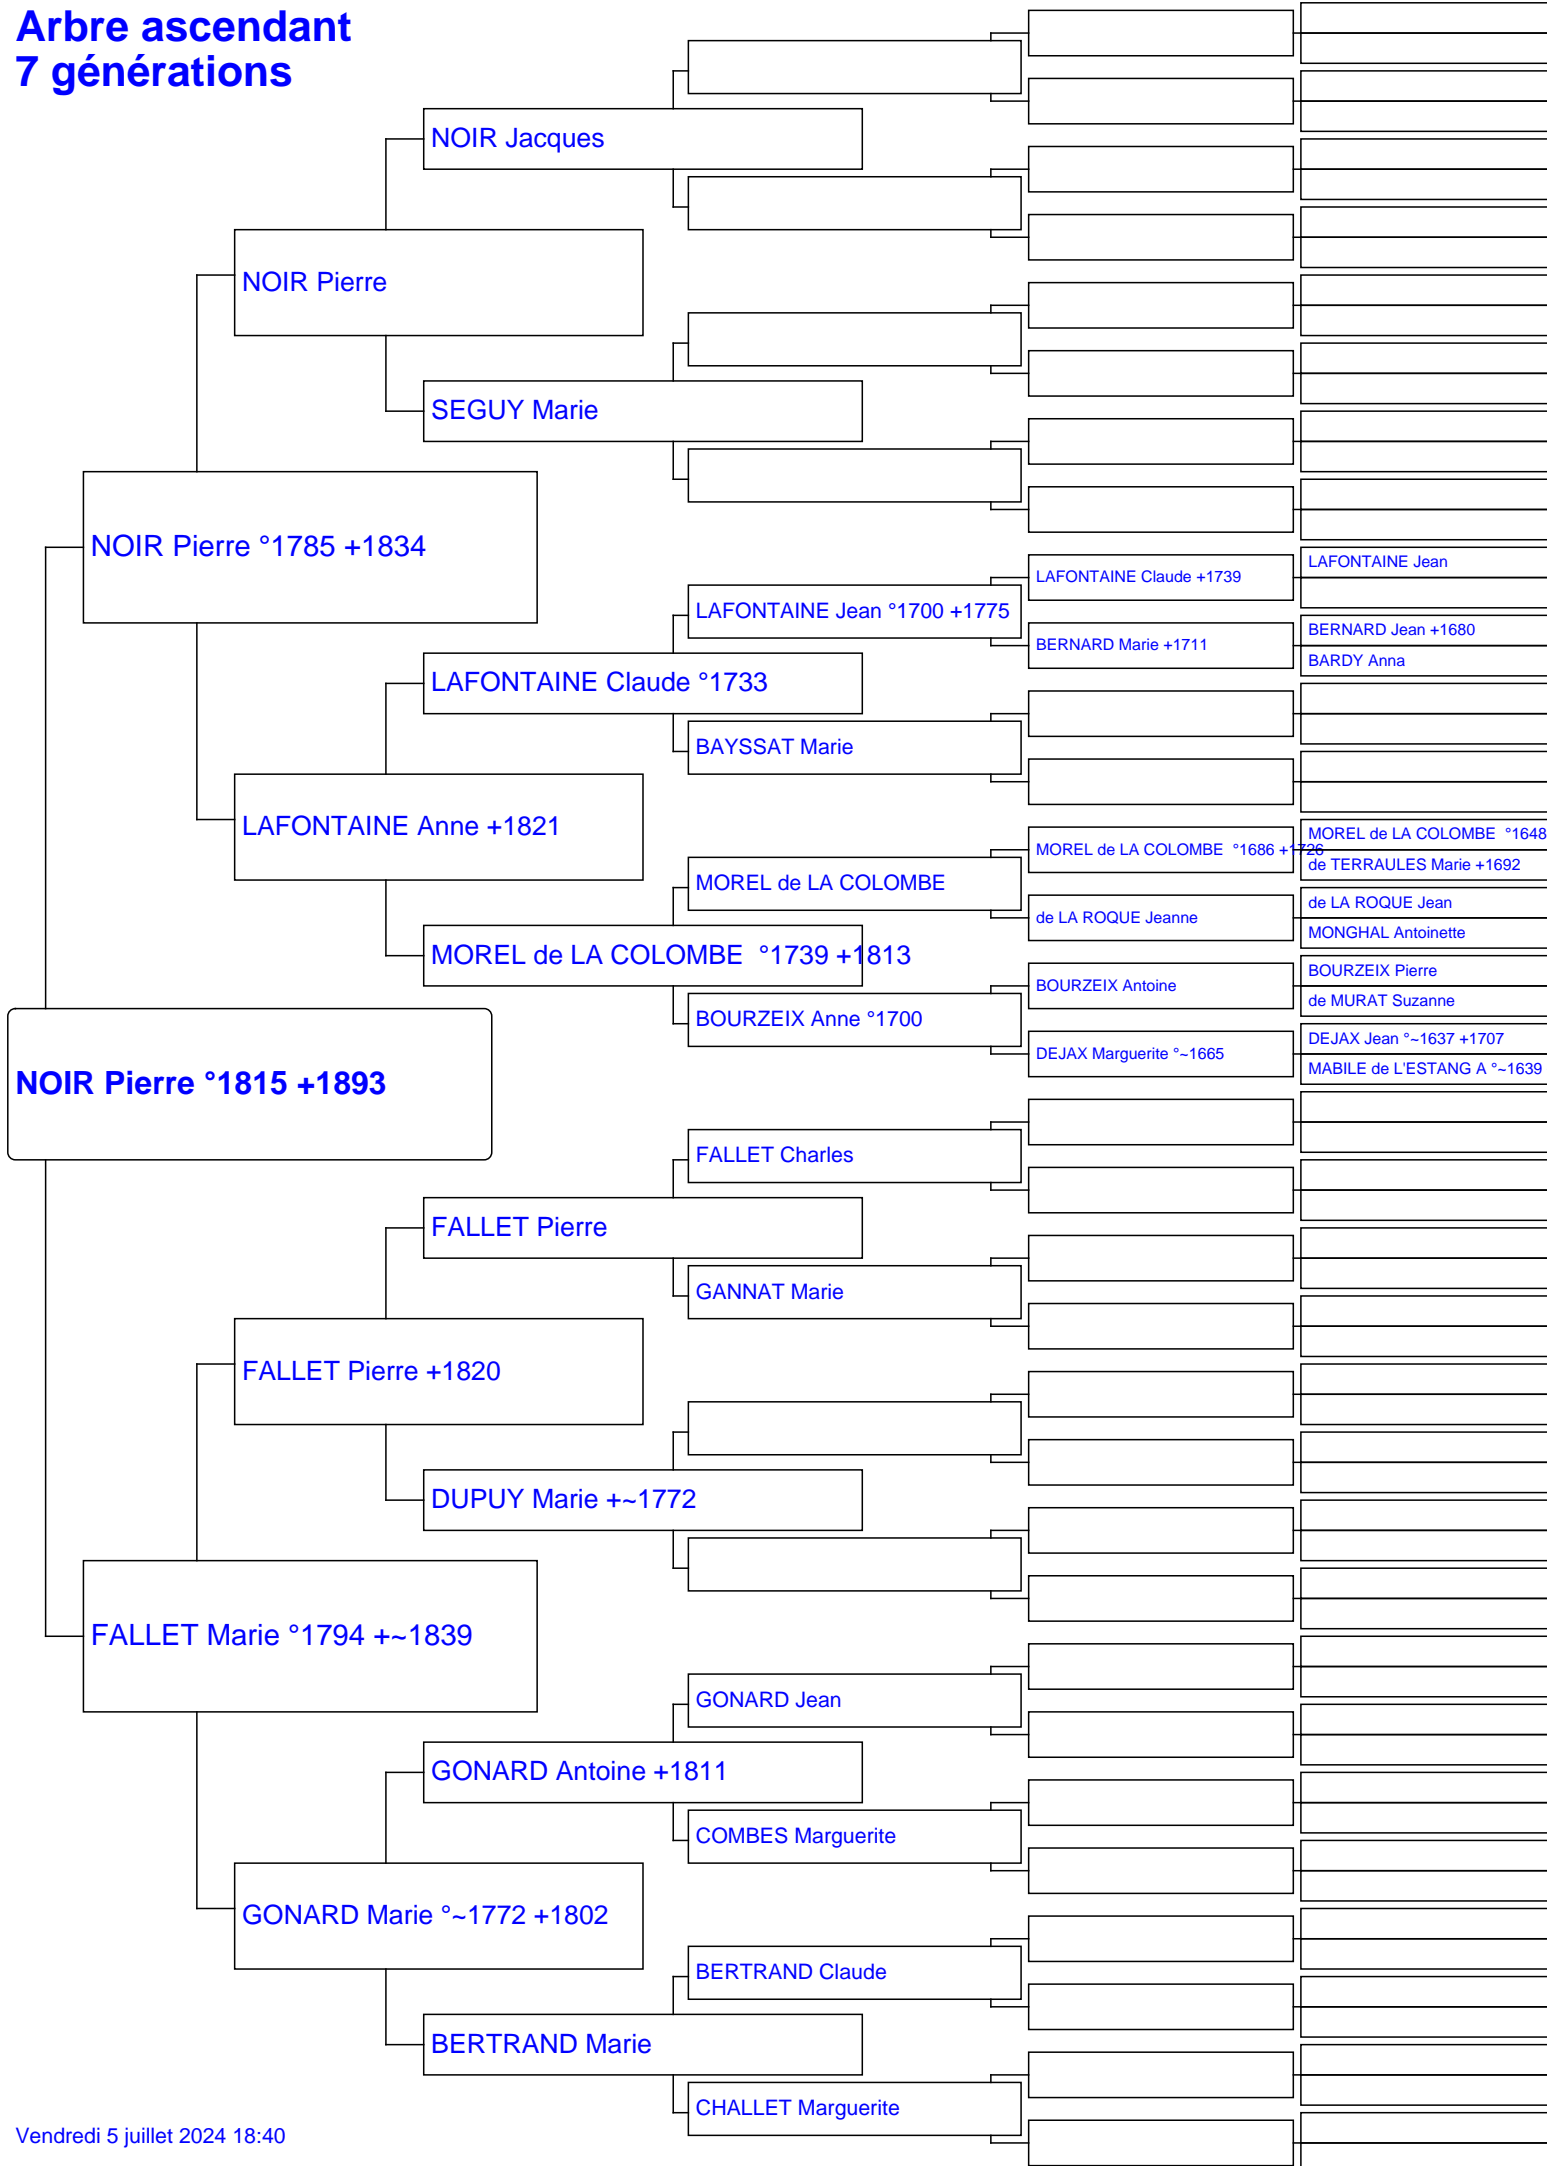 Arbre ascendant
7 générations
NOIR Jacques
NOIR Pierre
SEGUY Marie
NOIR Pierre °1785 +1834
LAFONTAINE Jean
LAFONTAINE Claude +1739
LAFONTAINE Jean °1700 +1775
BERNARD Jean +1680
BERNARD Marie +1711
BARDY Anna
LAFONTAINE Claude °1733
BAYSSAT Marie
LAFONTAINE Anne +1821
MOREL de LA COLOMBE  °1648
MOREL de LA COLOMBE  °1686 +1726
de TERRAULES Marie +1692
MOREL de LA COLOMBE
de LA ROQUE Jean
de LA ROQUE Jeanne
MONGHAL Antoinette
MOREL de LA COLOMBE  °1739 +1813
BOURZEIX Pierre
BOURZEIX Antoine
de MURAT Suzanne
BOURZEIX Anne °1700
DEJAX Jean °~1637 +1707
DEJAX Marguerite °~1665
MABILE de L'ESTANG A °~1639
NOIR Pierre °1815 +1893
FALLET Charles
FALLET Pierre
GANNAT Marie
FALLET Pierre +1820
DUPUY Marie +~1772
FALLET Marie °1794 +~1839
GONARD Jean
GONARD Antoine +1811
COMBES Marguerite
GONARD Marie °~1772 +1802
BERTRAND Claude
BERTRAND Marie
CHALLET Marguerite
Vendredi 5 juillet 2024 18:40